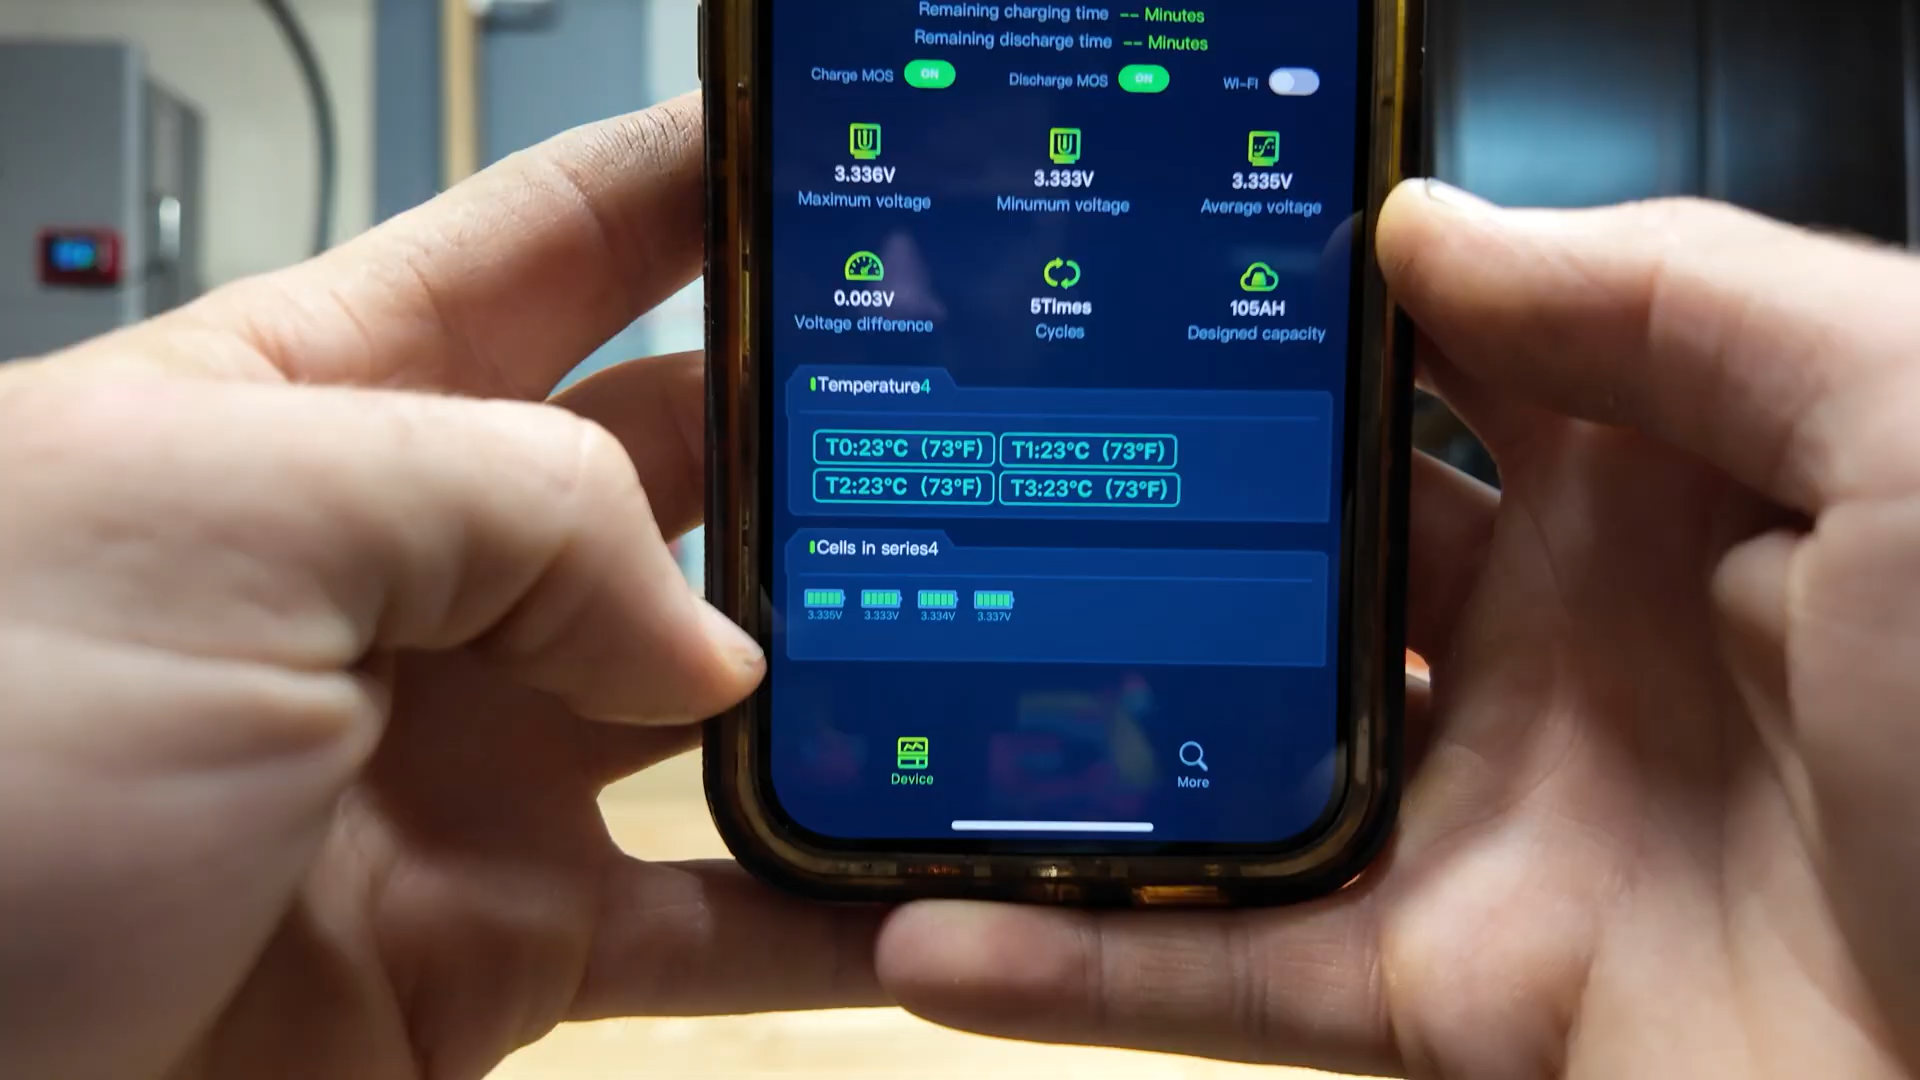 Remaining charging time -- Minutes
Remaining discharge time -- Minutes
Charge MOS ON Discharge MOS ON Wi-Fi
3.336V 3.333V 3.335V
Maximum voltage Minumum voltage Average voltage
0.003V 5Times 105AH
Voltage difference Cycles Designed capacity
Temperature4
T0:23°C (73°F) T1:23°C (73°F)
T2:23°C (73°F) T3:23°C (73°F)
Cells in series4
3.333V 3.334V 3.337V
Device More